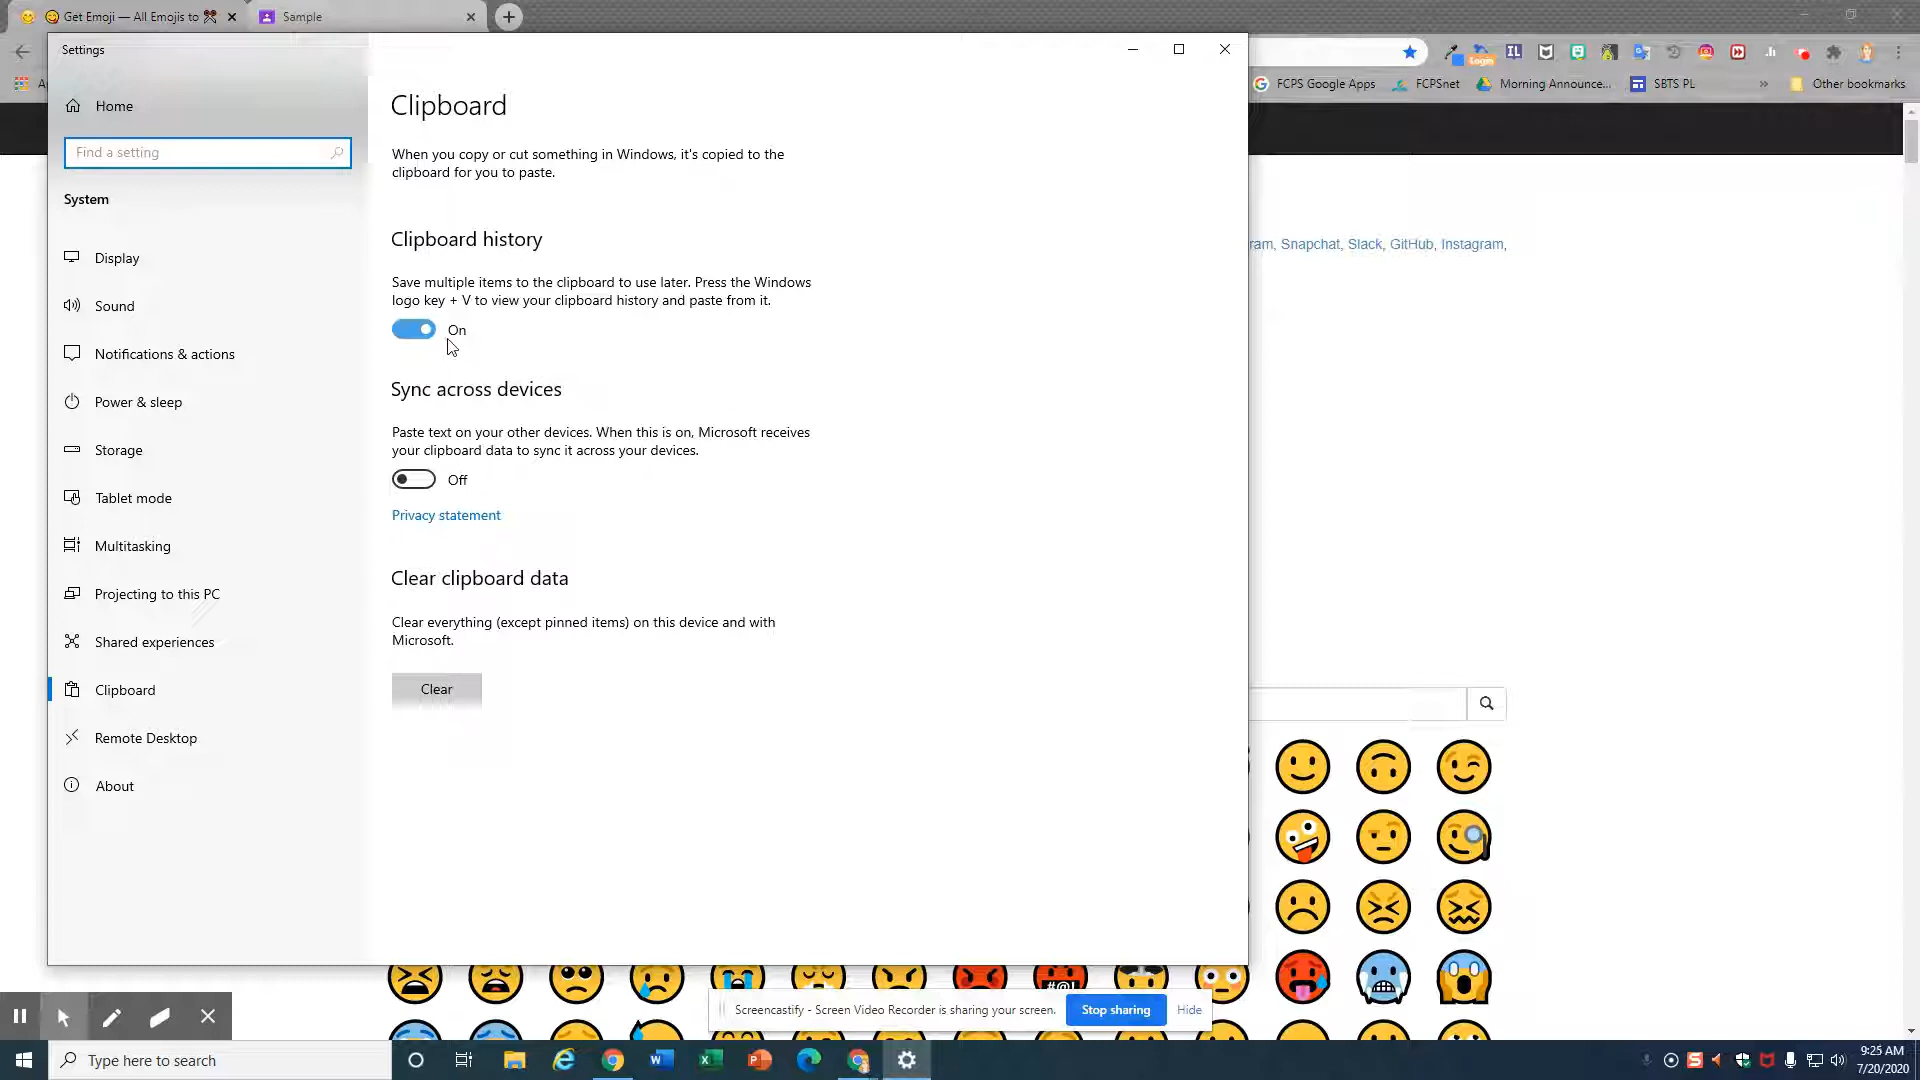 Get Emoji — All Emojis to
Sample
Settings
Home
Find a setting
System
Display
Sound
Notifications & actions
Power & sleep
Storage
Tablet mode
Multitasking
Projecting to this PC
Shared experiences
Clipboard
Remote Desktop
About
Clipboard
When you copy or cut something in Windows, it's copied to the
clipboard for you to paste.
Clipboard history
Save multiple items to the clipboard to use later. Press the Windows
logo key + V to view your clipboard history and paste from it.
On
Sync across devices
Paste text on your other devices. When this is on, Microsoft receives
your clipboard data to sync it across your devices.
Off
Privacy statement
Clear clipboard data
Clear everything (except pinned items) on this device and with
Microsoft.
Clear
Login
IL
FCPS Google Apps
FCPSnet
Morning Announce...
SBTS PL
»
Other bookmarks
ram, Snapchat, Slack, GitHub, Instagram,
#@!
Screencastify - Screen Video Recorder is sharing your screen.
Stop sharing
Hide
Type here to search
9:25 AM
7/20/2020